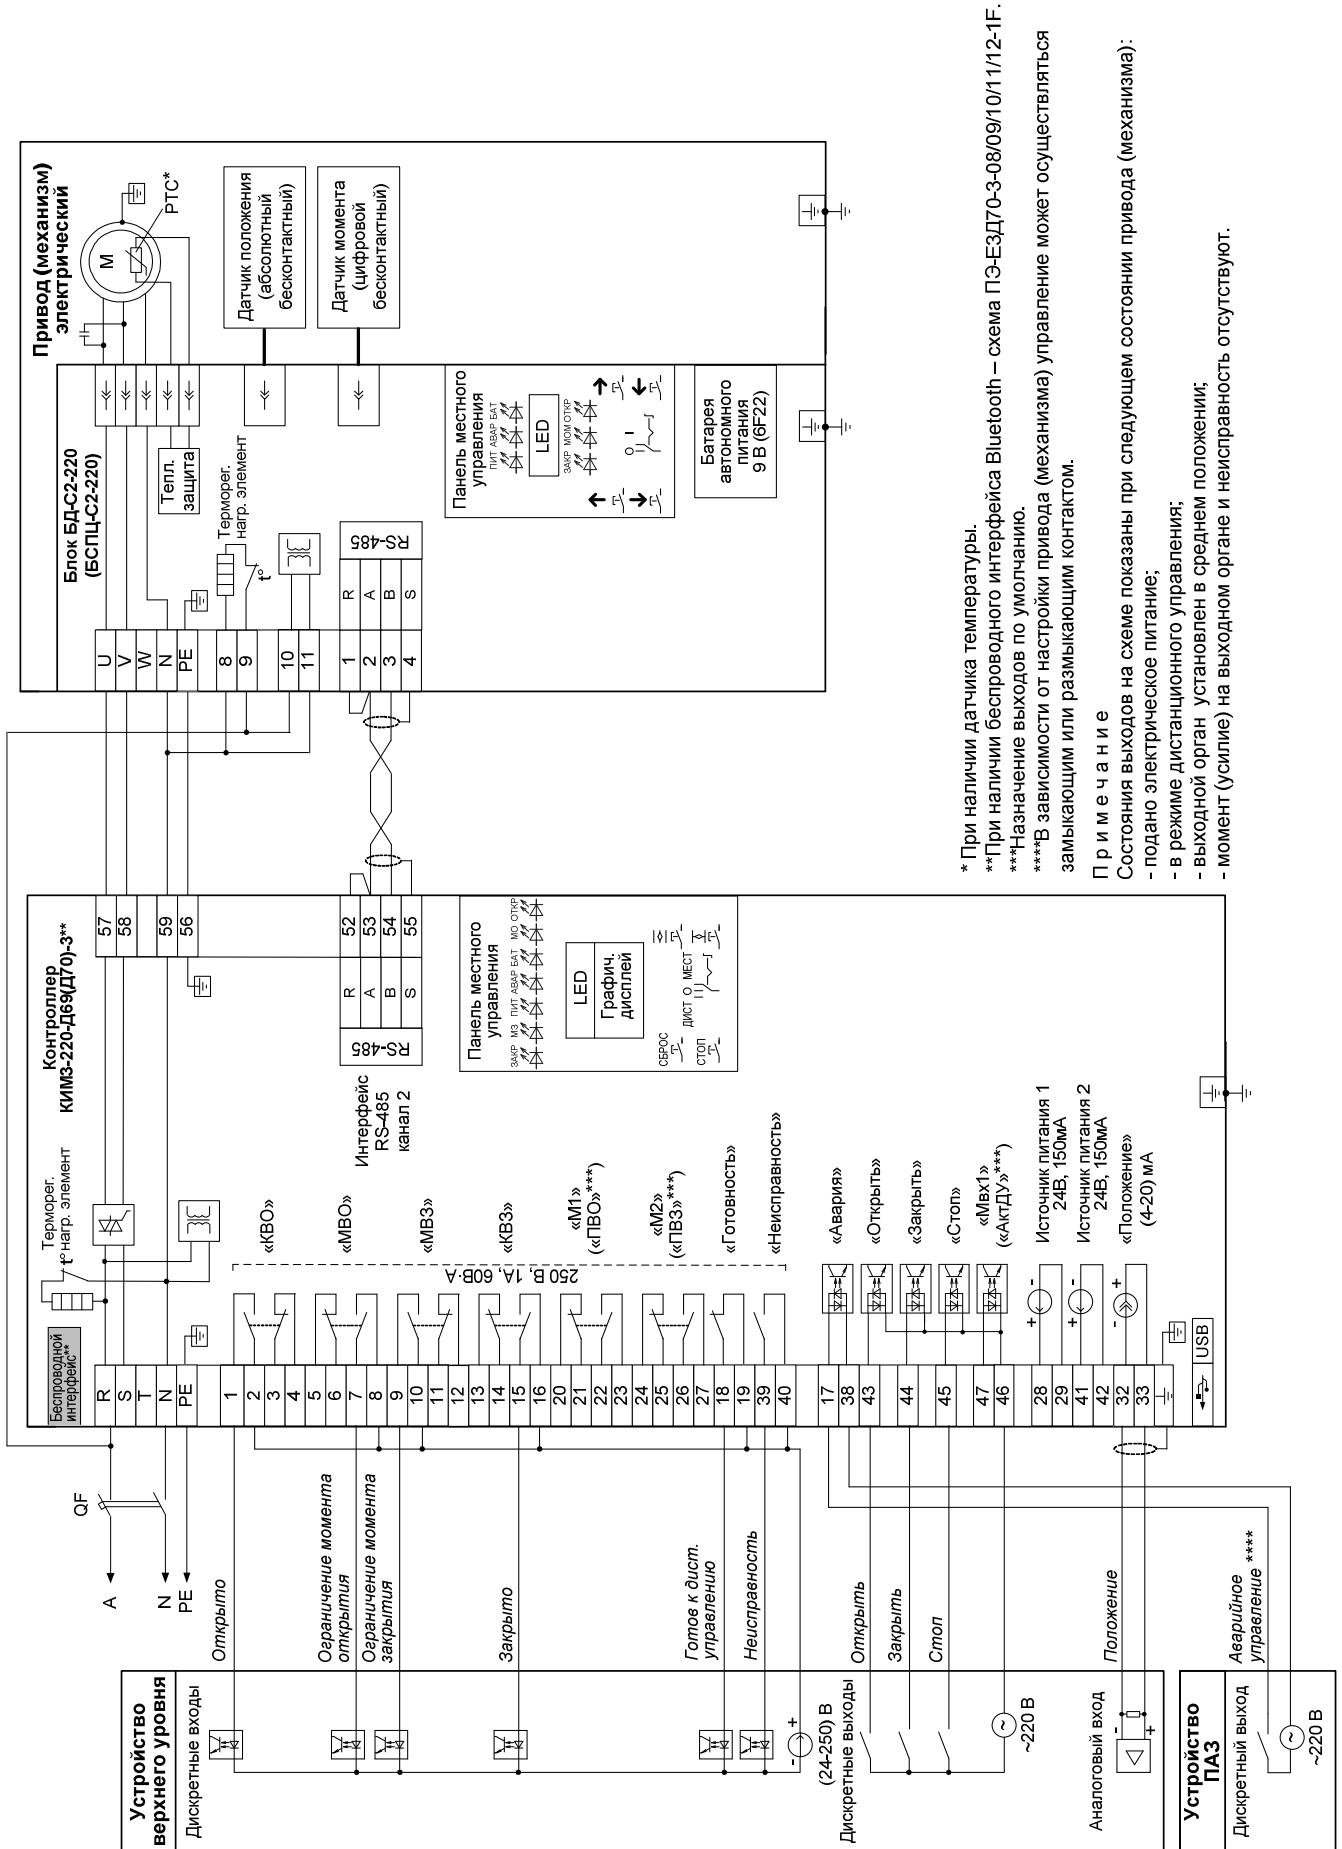 Привод (механизм)
электрический
M
PTC*
Датчик положения
(абсолютный
бесконтактный)
Датчик момента
(цифровой
бесконтактный)
Блок БД-С2-220
(БСПЦ-С2-220)
Тепл.
защита
Терморег.
нагр. элемент
t°
U
V
W
N
PE
8
9
10
11
1
2
3
4
R
A
B
S
RS-485
Панель местного
управления
ПИТ АВАР БАТ
LED
ЗАКР МОМ ОТКР
O I
Батарея
автономного
питания
9 В (6F22)
Контроллер
КИМ3-220-Д69(Д70)-3**
57
58
59
56
52
53
54
55
R
A
B
S
RS-485
Интерфейс
RS-485
канал 2
Панель местного
управления
ЗАКР МЗ ПИТ АВАР БАТ МО ОТКР
LED
Графич.
дисплей
СБРОС
СТОП
ДИСТ О МЕСТ
Терморег.
t° нагр. элемент
Беспроводной
интерфейс**
R
S
T
N
PE
1
2
3
4
5
6
7
8
9
10
11
12
13
14
15
16
20
21
22
23
24
25
26
27
18
19
39
40
17
38
43
44
45
47
46
28
29
41
42
32
33
USB
250 В, 1А, 60В·А
«КВО»
«МВО»
«МВЗ»
«КВЗ»
«М1»
(«ПВО»***)
«М2»
(«ПВЗ»***)
«Готовность»
«Неисправность»
«Авария»
«Открыть»
«Закрыть»
«Стоп»
«Мвх1»
(«АктДУ»***)
Источник питания 1
24В, 150мА
Источник питания 2
24В, 150мА
«Положение»
(4-20) мА
+ -
+ -
- +
QF
A
N
PE
Открыто
Ограничение момента
открытия
Ограничение момента
закрытия
Закрыто
Готов к дист.
управлению
Неисправность
Открыть
Закрыть
Стоп
Положение
Аварийное
управление ****
Устройство
верхнего уровня
Дискретные входы
- +
(24-250) В
Дискретные выходы
~
~220 В
Аналоговый вход
- +
Устройство
ПАЗ
Дискретный выход
~
~220 В
* При наличии датчика температуры.
**При наличии беспроводного интерфейса Bluetooth – схема ПЭ-ЕЗД70-3-08/09/10/11/12-1F.
***Назначение выходов по умолчанию.
****В зависимости от настройки привода (механизма) управление может осуществляться
замыкающим или размыкающим контактом.
П р и м е ч а н и е
Состояния выходов на схеме показаны при следующем состоянии привода (механизма):
- подано электрическое питание;
- в режиме дистанционного управления;
- выходной орган установлен в среднем положении;
- момент (усилие) на выходном органе и неисправность отсутствуют.